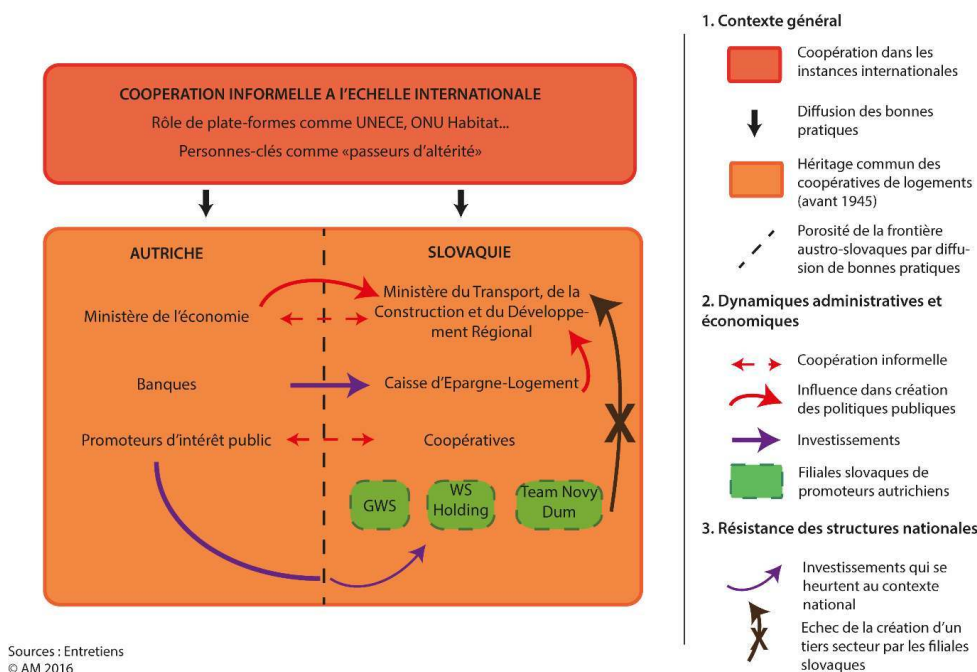 COOPERATION INFORMELLE A l'ECHELLE INTERNATIONALE
Rôle de plate-formes comme UNECE, ONU Habitat...
Personnes-clés comme «passeurs d'altérité»
AUTRICHE
SLOVAQUIE
Ministère de l'économie
Ministère du Transport, de la
Construction et du Développe-
ment Régional
Banques
Caisse d'Epargne-Logement
Promoteurs d'intérêt public
Coopératives
GWS
WS
Holding
Team Novy
Dum
Sources : Entretiens
© AM 2016
1. Contexte général
Coopération dans les
instances internationales
Diffusion des bonnes
pratiques
Héritage commun des
coopératives de logements
(avant 1945)
Porosité de la frontière
austro-slovaques par diffu-
sion de bonnes pratiques
2. Dynamiques administratives et
économiques
Coopération informelle
Influence dans création
des politiques publiques
Investissements
Filiales slovaques de
promoteurs autrichiens
3. Résistance des structures nationales
Investissements qui se
heurtent au contexte
national
Echec de la création d'un
tiers secteur par les filiales
slovaques